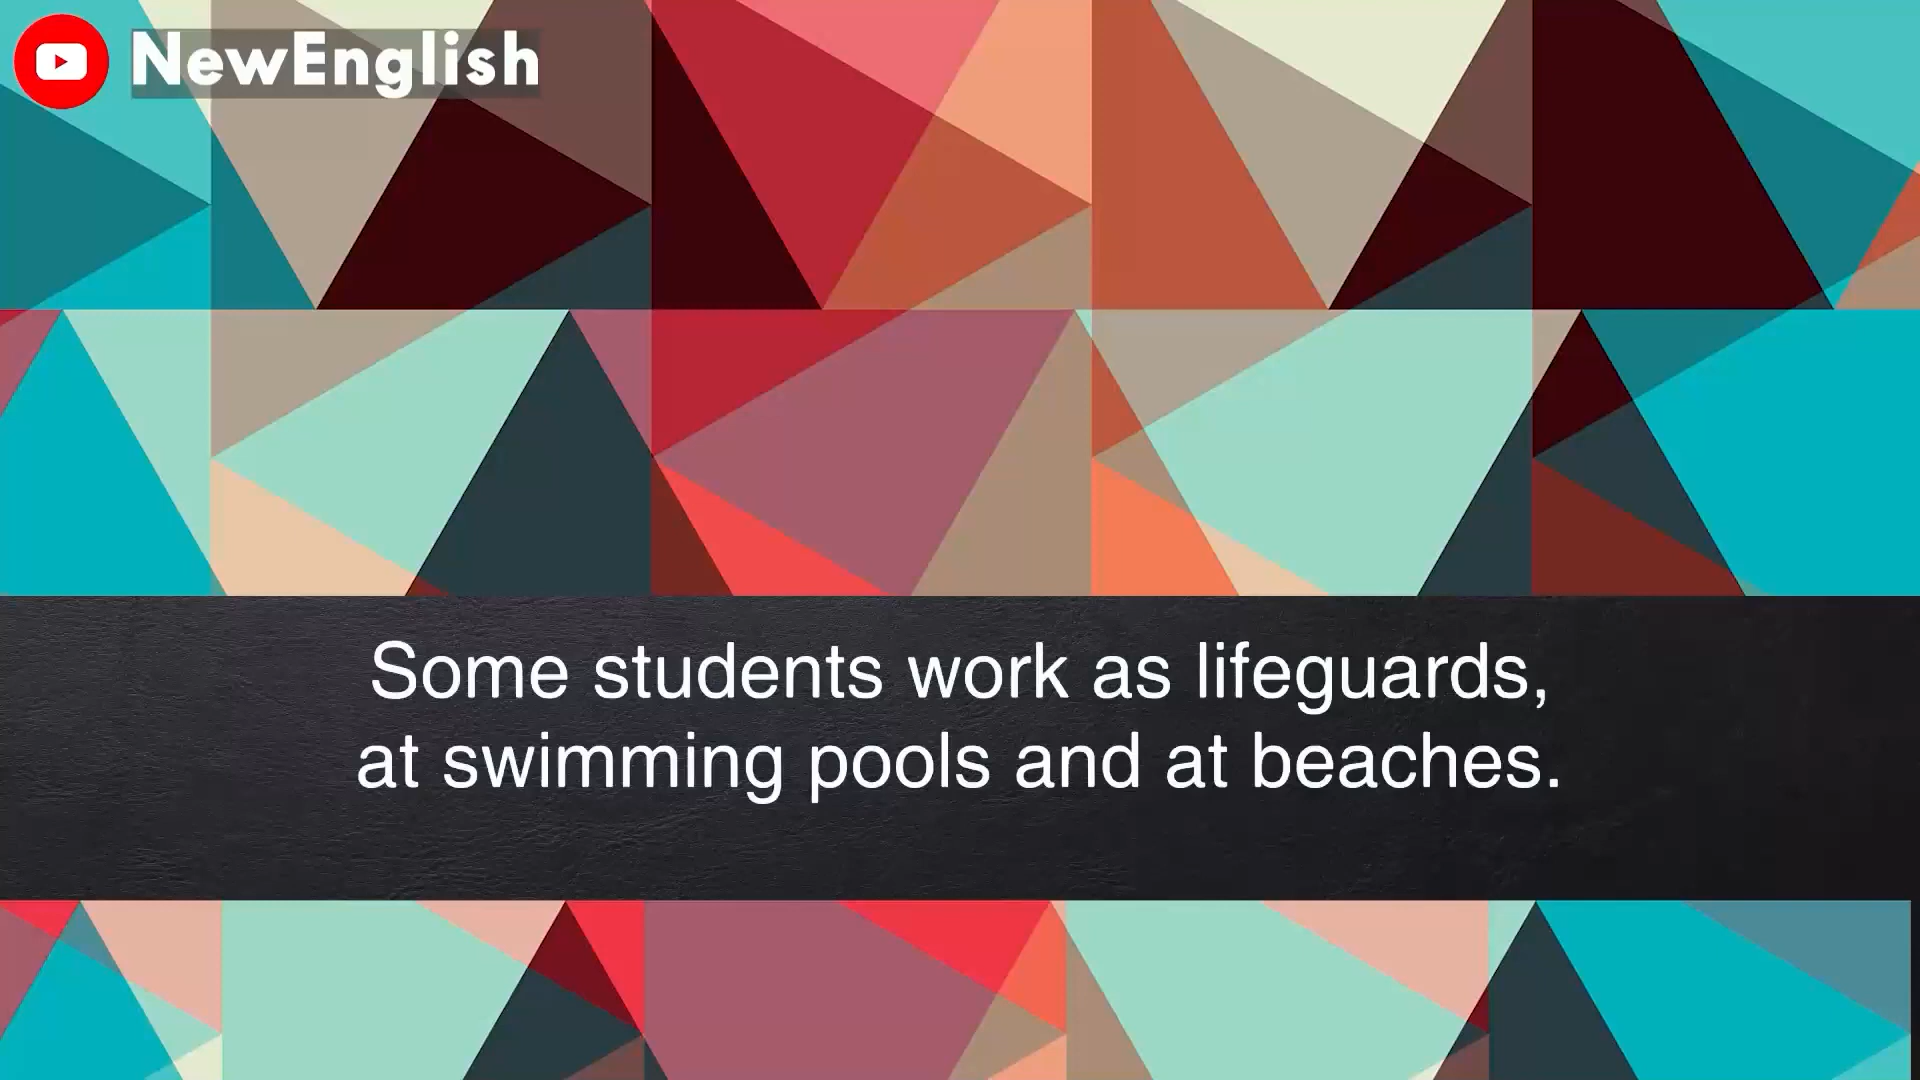 NewEnglish
Some students work as lifeguards,
at swimming pools and at beaches.